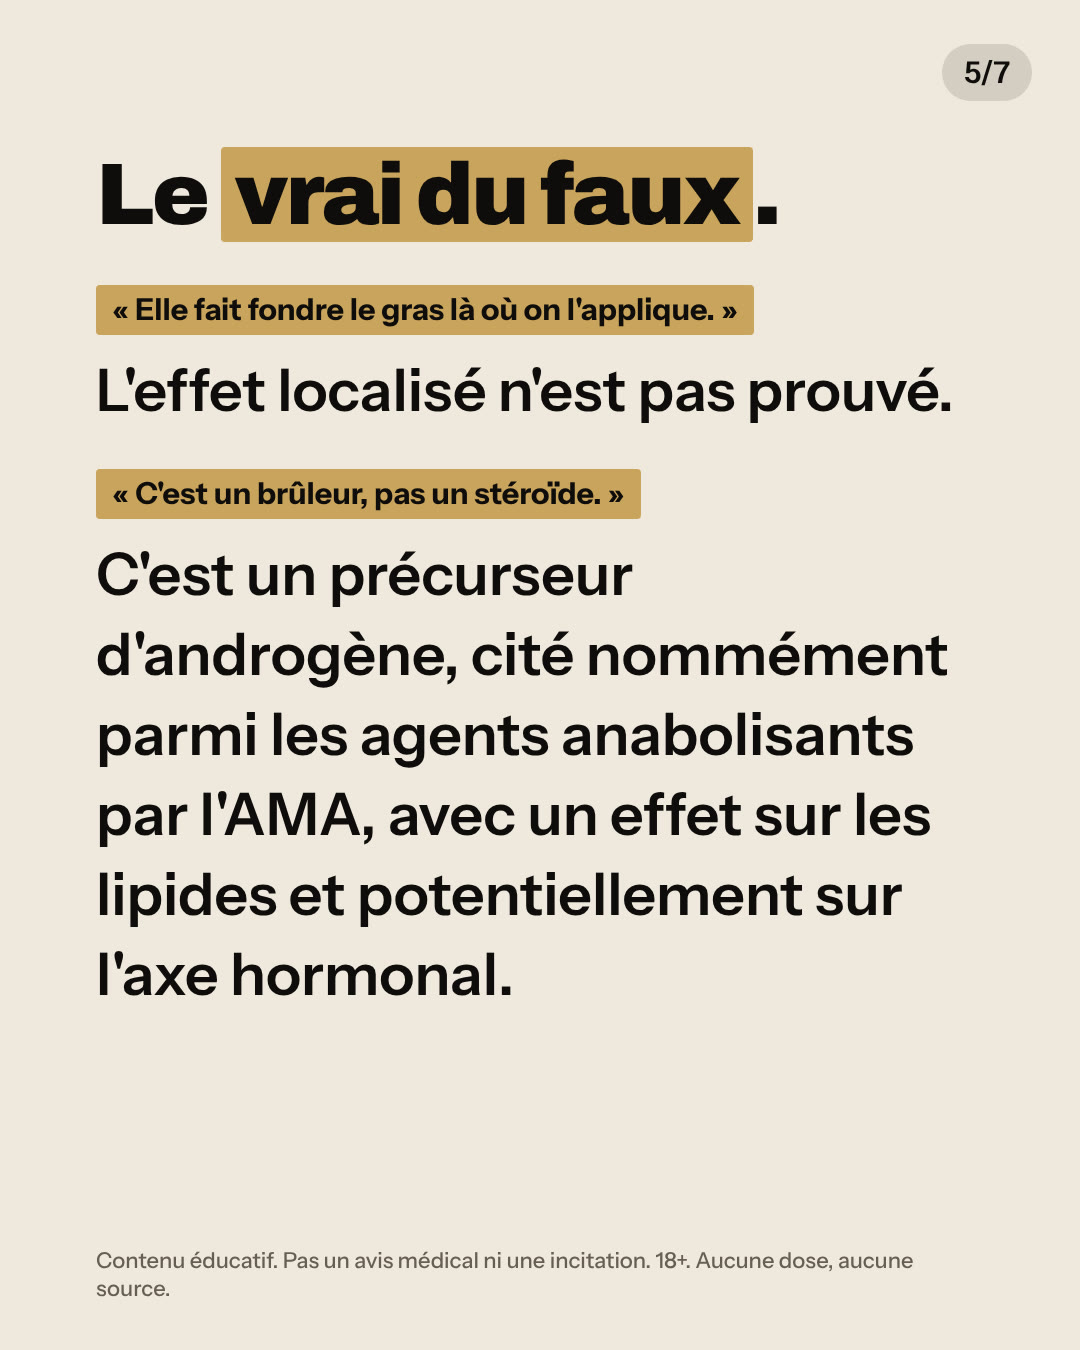 5/7
Le vrai du faux.
« Elle fait fondre le gras là où on l'applique. »
L'effet localisé n'est pas prouvé.
« C'est un brûleur, pas un stéroïde. »
C'est un précurseur
d'androgène, cité nommément
parmi les agents anabolisants
par l'AMA, avec un effet sur les
lipides et potentiellement sur
l'axe hormonal.
Contenu éducatif. Pas un avis médical ni une incitation. 18+. Aucune dose, aucune
source.